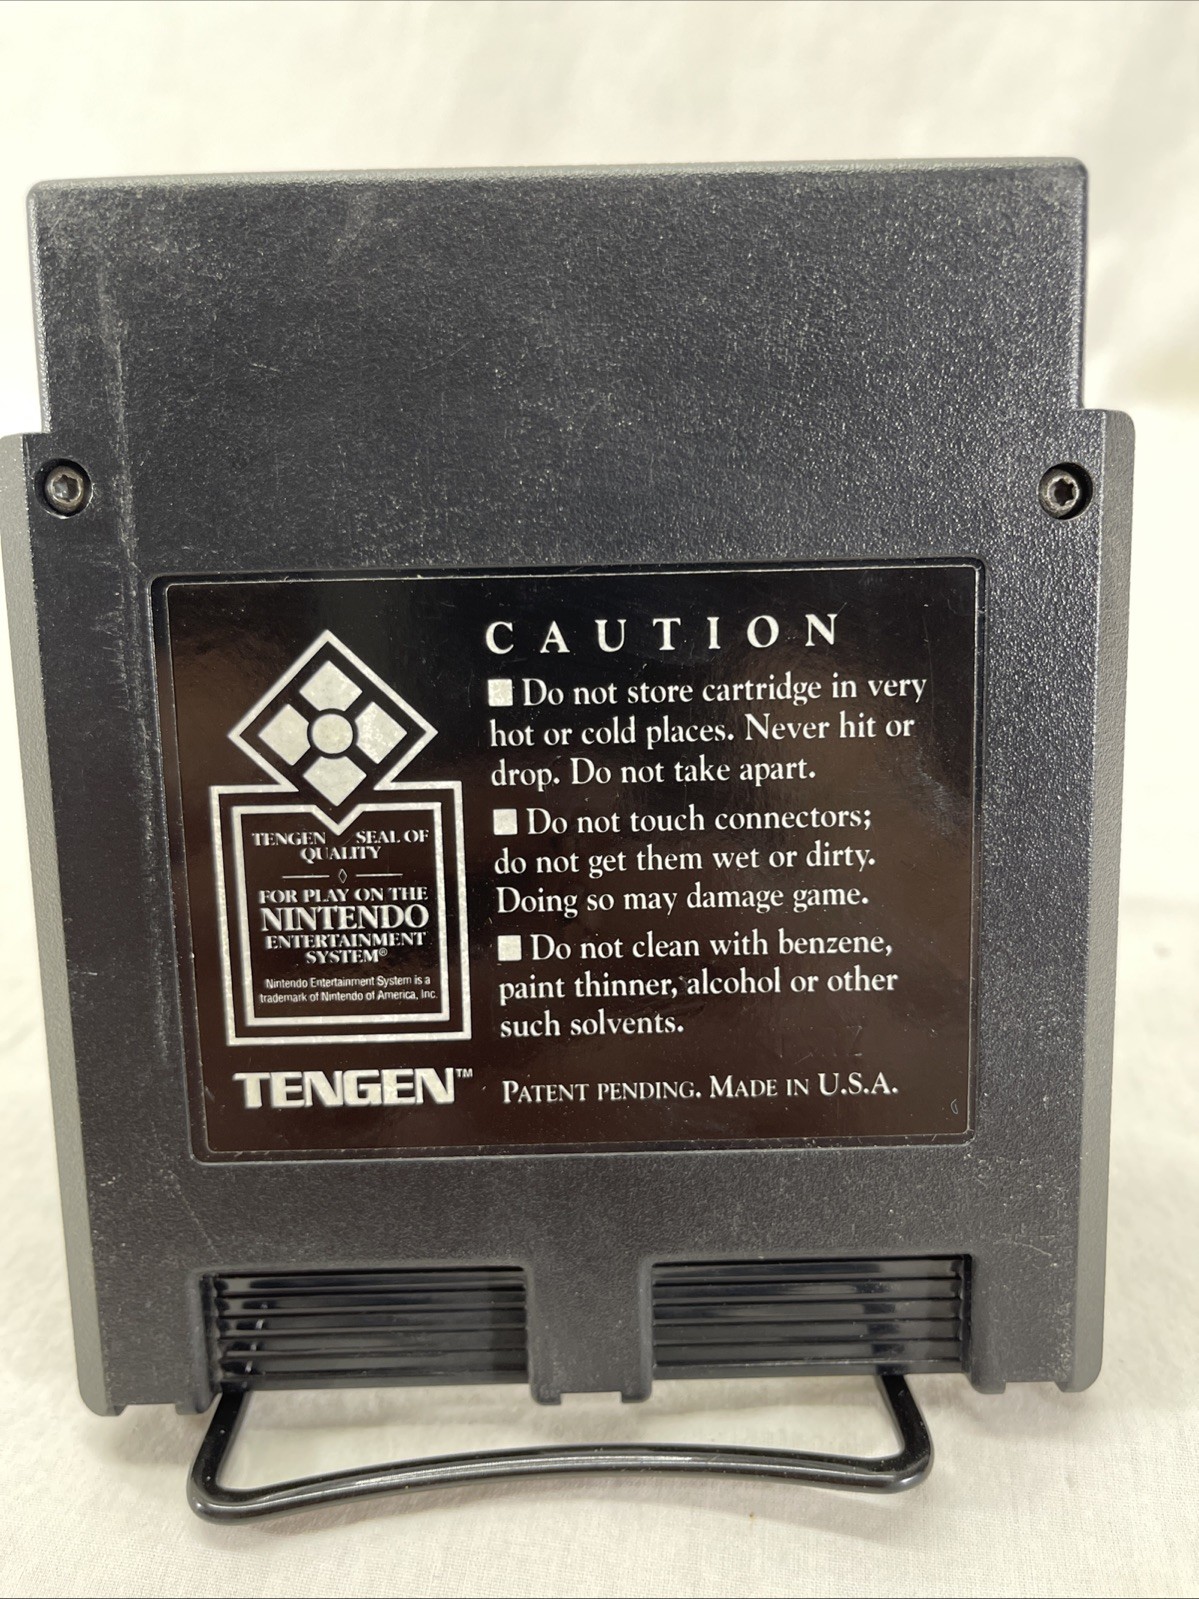 CAUTION
Do not store cartridge in very
hot or cold places. Never hit or
drop. Do not take apart.
Do not touch connectors;
do not get them wet or dirty.
Doing so may damage game.
Do not clean with benzene,
paint thinner, alcohol or other
such solvents.
PATENT PENDING. MADE IN U.S.A.
TENGEN SEAL OF
QUALITY
FOR PLAY ON THE
NINTENDO
ENTERTAINMENT
SYSTEM®
Nintendo Entertainment System is a
trademark of Nintendo of America, Inc.
TENGEN™